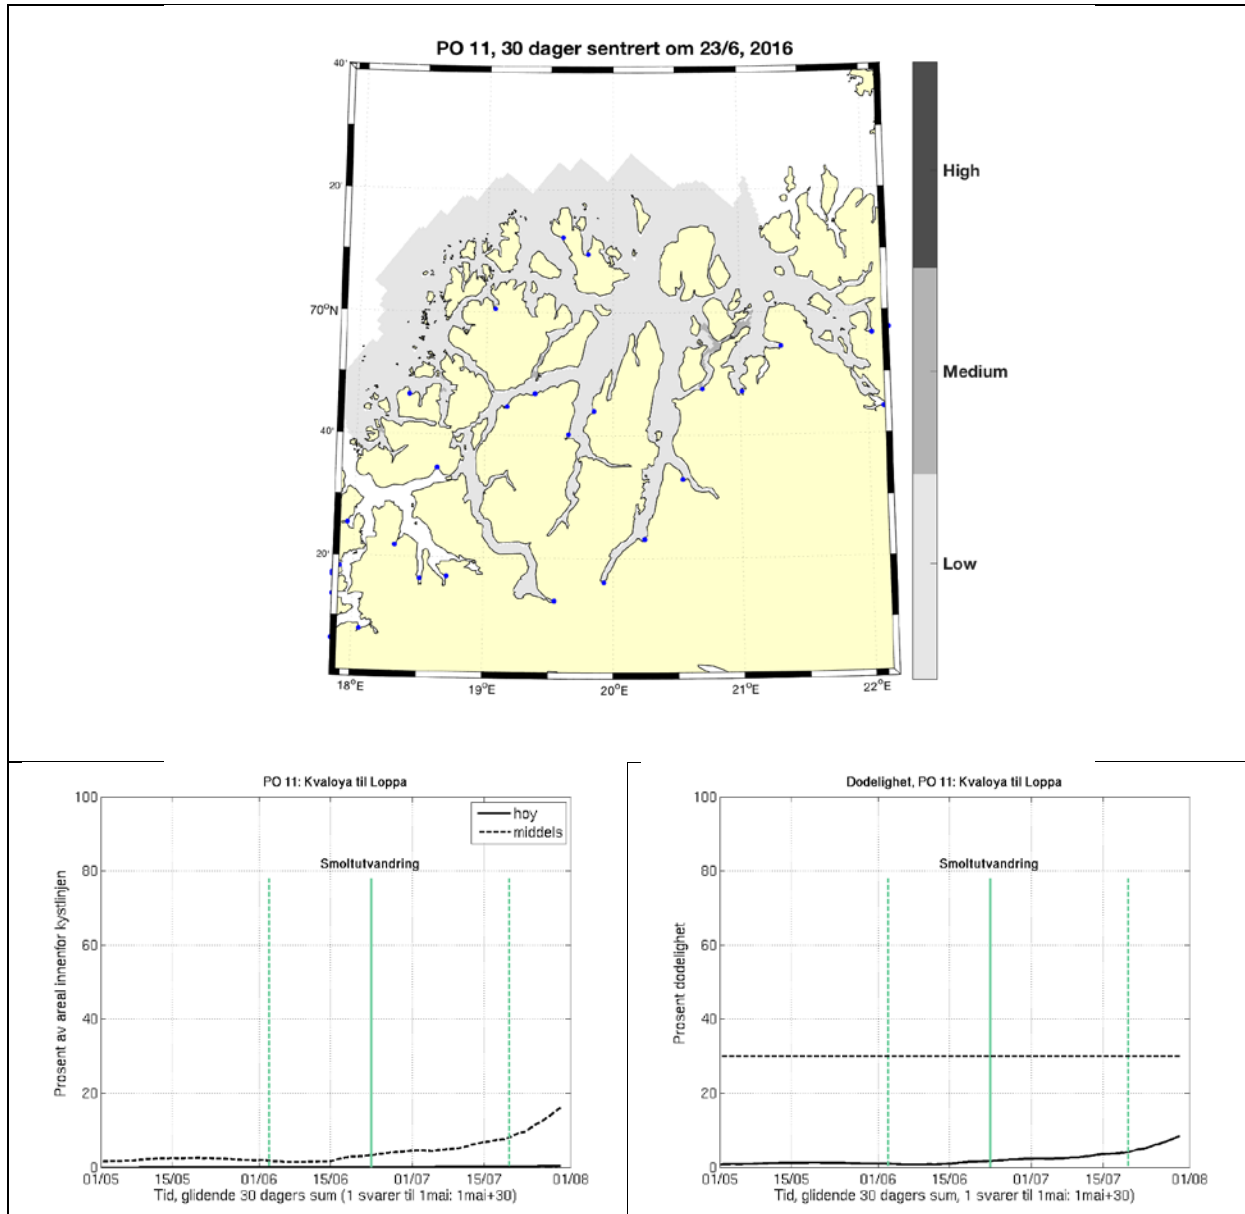 PO 11, 30 dager sentrert om 23/6, 2016
40'
20'
70°N
40'
20'
18°E 19°E 20°E 21°E 22°E
High
Medium
Low
PO 11: Kvaloya til Loppa
100
80
60
40
20
0
hoy
middels
Smoltutvandring
Prosent av areal innenfor kystlinjen
01/05 15/05 01/06 15/06 01/07 15/07 01/08
Tid, glidende 30 dagers sum (1 svarer til 1mai: 1mai+30)
Dodelighet, PO 11: Kvaloya til Loppa
100
80
60
40
20
0
Smoltutvandring
Prosent dodelighet
01/05 15/05 01/06 15/06 01/07 15/07 01/08
Tid, glidende 30 dagers sum, 1 svarer til 1mai: 1mai+30)